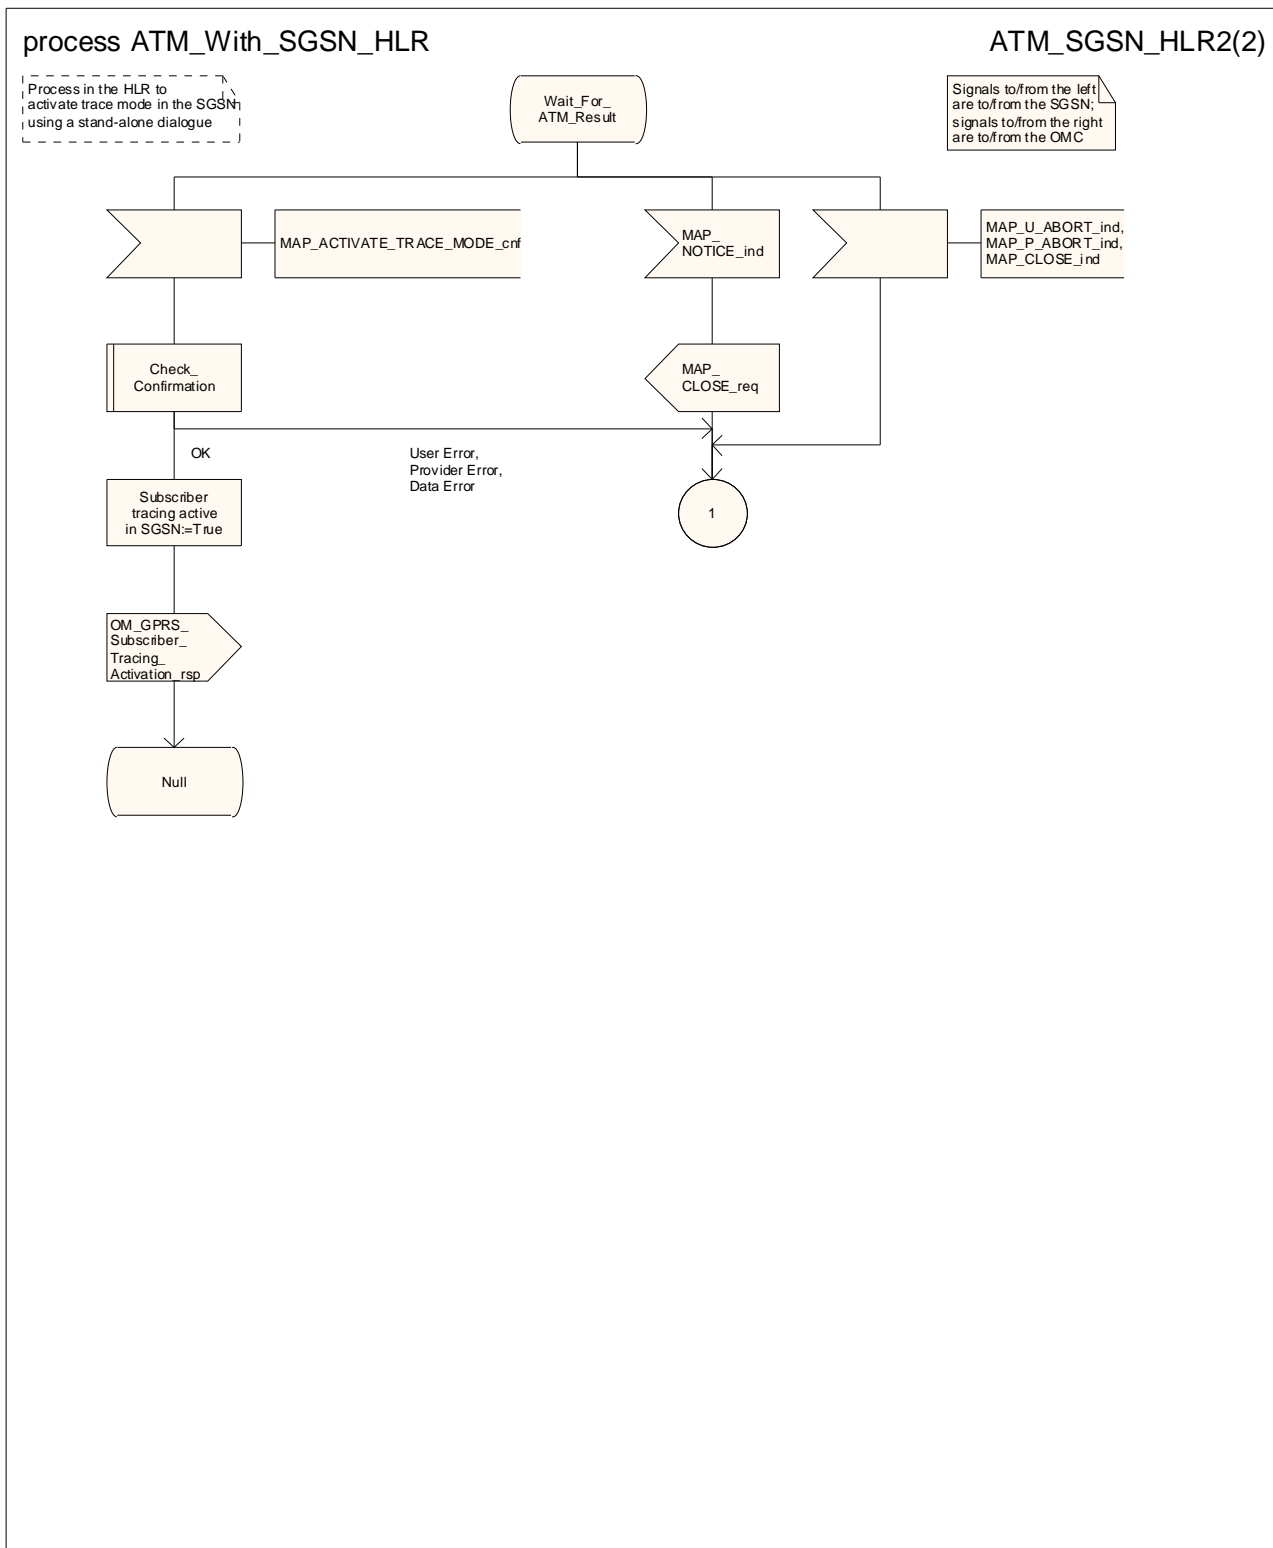 process ATM_With_SGSN_HLR
ATM_SGSN_HLR2(2)
Process in the HLR to
activate trace mode in the SGSN
using a stand-alone dialogue
Wait_For_
ATM_Result
Signals to/from the left
are to/from the SGSN;
signals to/from the right
are to/from the OMC
MAP_ACTIVATE_TRACE_MODE_cnf
MAP_
NOTICE_ind
MAP_U_ABORT_ind,
MAP_P_ABORT_ind,
MAP_CLOSE_ind
Check_
Confirmation
MAP_
CLOSE_req
OK
User Error,
Provider Error,
Data Error
Subscriber
tracing active
in SGSN:=True
1
OM_GPRS_
Subscriber_
Tracing_
Activation_rsp
Null